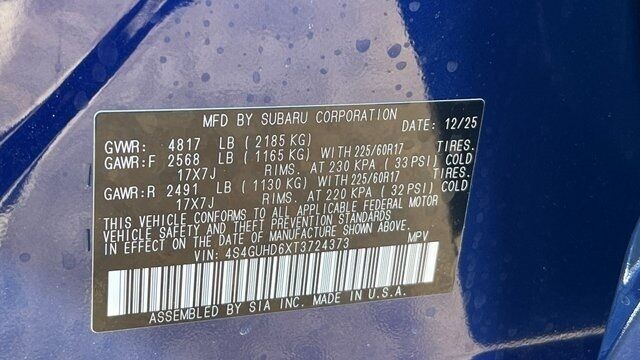 MFD BY SUBARU CORPORATION
DATE: 12/25
GVWR: 4817 LB ( 2185 KG)
GAWR:F 2568 LB ( 1165 KG) WITH 225/60R17 TIRES.
17X7J RIMS. AT 230 KPA ( 33 PSI) COLD
GAWR:R 2491 LB ( 1130 KG) WITH 225/60R17 TIRES.
17X7J RIMS. AT 220 KPA ( 32 PSI) COLD
THIS VEHICLE CONFORMS TO ALL APPLICABLE FEDERAL MOTOR
VEHICLE SAFETY AND THEFT PREVENTION STANDARDS
IN EFFECT ON THE DATE OF MANUFACTURE SHOWN ABOVE.
VIN: 4S4GUHD6XT3724373 MPV
ASSEMBLED BY SIA INC. MADE IN U.S.A.